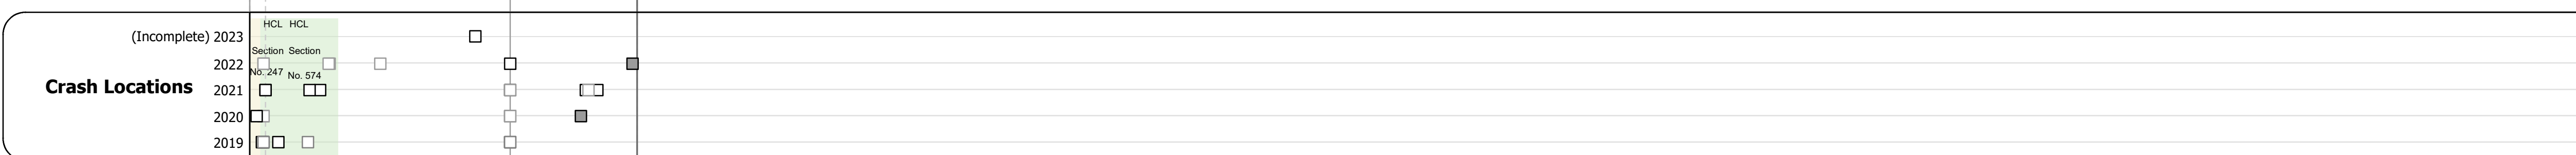 HCL HCL
(Incomplete) 2023
Section Section
2022
No. 247 No. 574
Crash Locations
2021
2020
2019